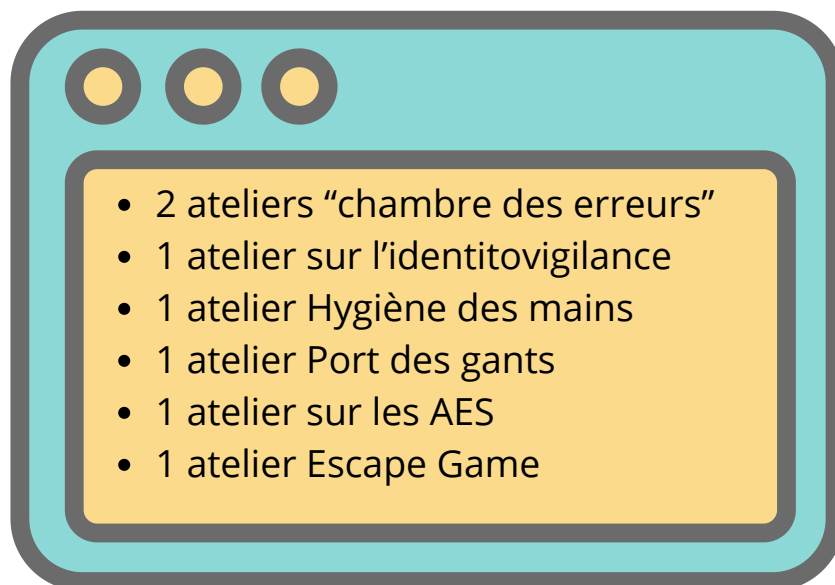 • 2 ateliers “chambre des erreurs”
• 1 atelier sur l’identitovigilance
• 1 atelier Hygiène des mains
• 1 atelier Port des gants
• 1 atelier sur les AES
• 1 atelier Escape Game